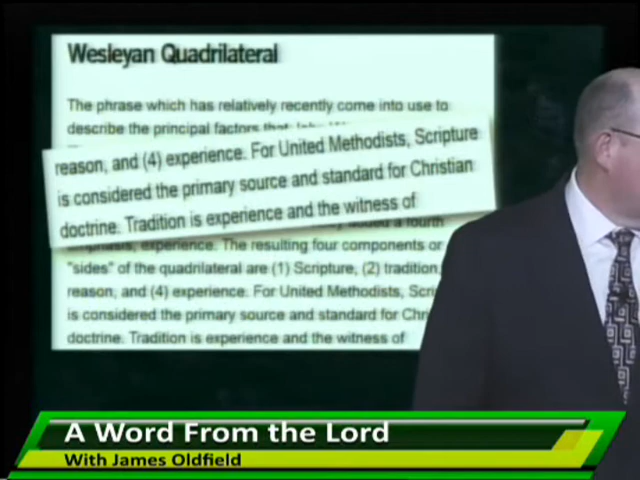 Wesleyan Quadrilateral
The phrase which has relatively recently come into use to
describe the principal factors that
reason, and (4) experience. For United Methodists, Scripture
is considered the primary source and standard for Christian
doctrine. Tradition is experience and the witness of
emphasis, experience. The resulting four components or
"sides" of the quadrilateral are (1) Scripture, (2) tradition,
reason, and (4) experience. For United Methodists, Scri
is considered the primary source and standard for Chri
doctrine. Tradition is experience and the witness of
A Word From the Lord
With James Oldfield